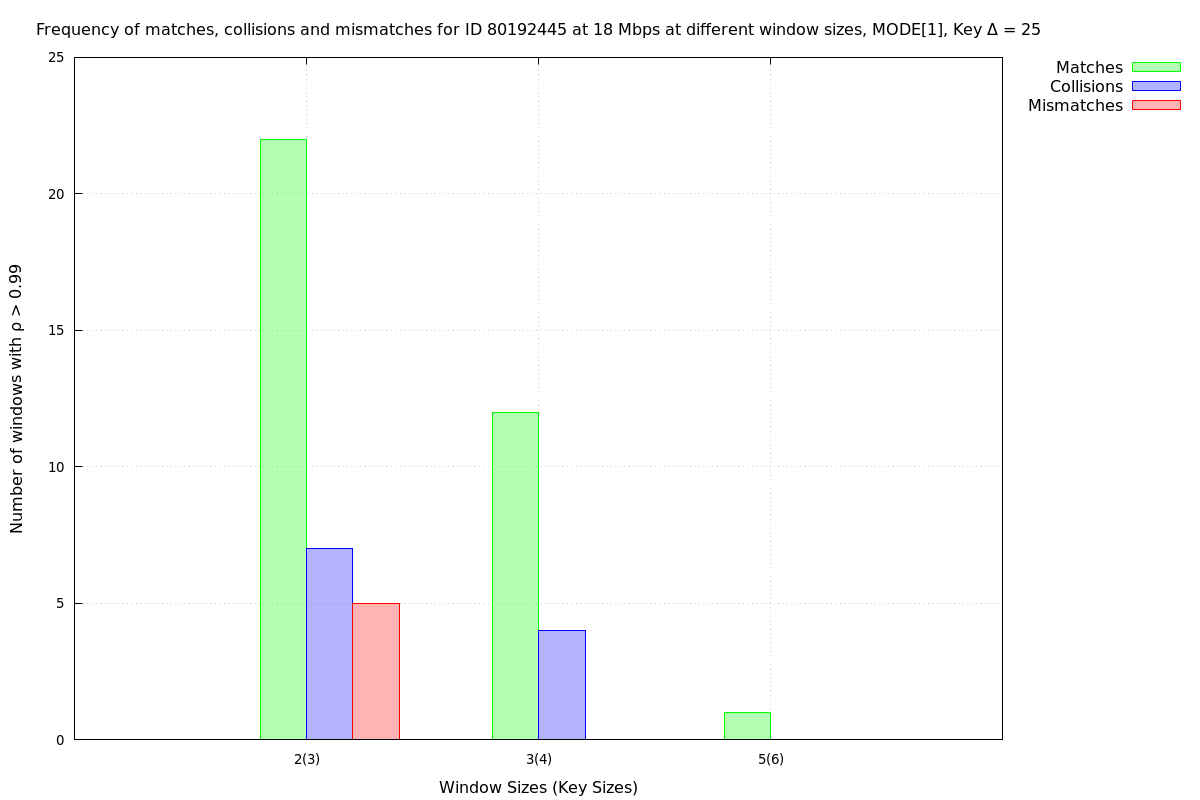 Frequency of matches, collisions and mismatches for ID 80192445 at 18 Mbps at different window sizes, MODE[1], Key Δ = 25
Matches
Collisions
Mismatches
Number of windows with ρ > 0.99
25
20
15
10
5
0
2(3) 3(4) 5(6)
Window Sizes (Key Sizes)